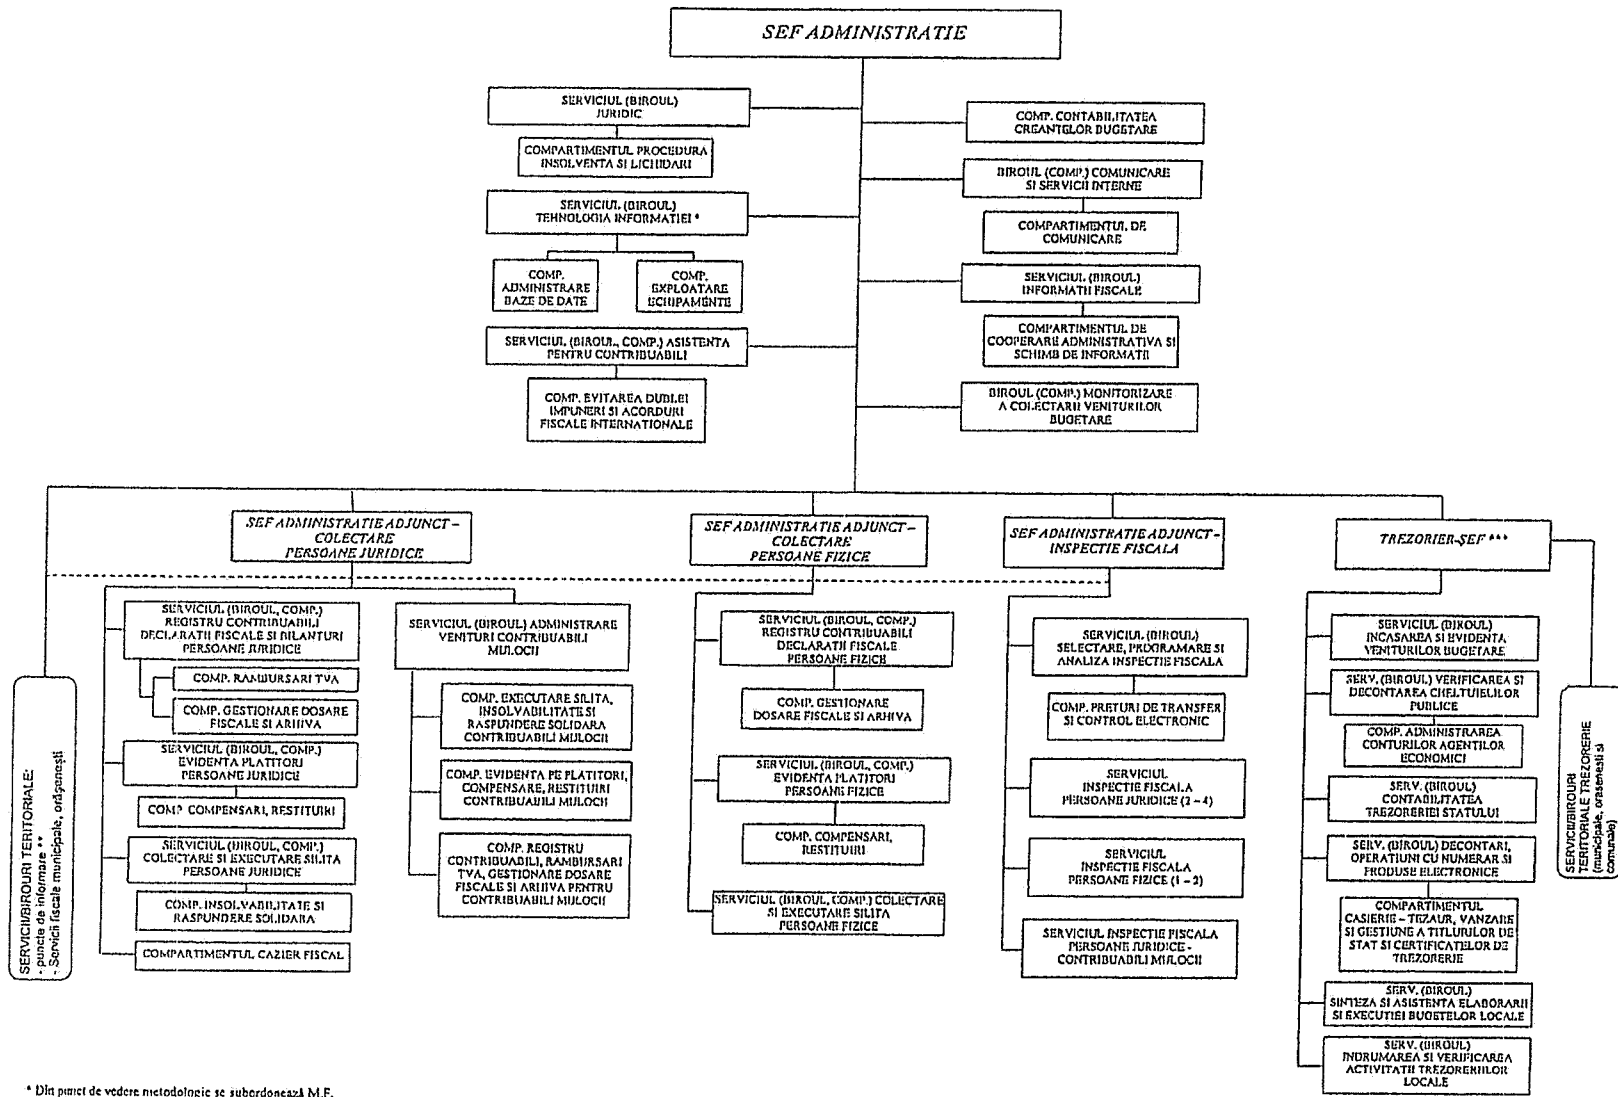 SEF ADMINISTRATIE
SERVICIUL (BIROUL)
JURIDIC
COMPARTIMENTUL PROCEDURA
INSOLVENTA SI LICHIDARI
SERVICIUL (BIROUL)
TEHNOLOGIA INFORMATIEI *
COMP.
ADMINISTRARE
BAZE DE DATE
COMP.
EXPLOATARE
ECHIPAMENTE
SERVICIUL (BIROUL, COMP.) ASISTENTA
PENTRU CONTRIBUABILI
COMP. EVITAREA DUBLEI
IMPUNERI SI ACORDURI
FISCALE INTERNATIONALE
COMP. CONTABILITATEA
CREANTELOR BUGETARE
BIROUL (COMP.) COMUNICARE
SI SERVICII INTERNE
COMPARTIMENTUL DE
COMUNICARE
SERVICIUL (BIROUL)
INFORMATII FISCALE
COMPARTIMENTUL DE
COOPERARE ADMINISTRATIVA SI
SCHIMB DE INFORMATII
BIROUL (COMP.) MONITORIZARE
A COLECTARII VENITURILOR
BUGETARE
SERVICII/BIROURI TERITORIALE:
- puncte de informare **
- Servicii fiscale municipale, orăşeneşti
SEF ADMINISTRATIE ADJUNCT –
COLECTARE
PERSOANE JURIDICE
SERVICIUL (BIROUL, COMP.)
REGISTRU CONTRIBUABILI
DECLARATII FISCALE SI BILANTURI
PERSOANE JURIDICE
COMP. RAMBURSARI TVA
COMP. GESTIONARE DOSARE
FISCALE SI ARHIVA
SERVICIUL (BIROUL, COMP.)
EVIDENTA PLATITORI
PERSOANE JURIDICE
COMP COMPENSARI, RESTITUIRI
SERVICIUL (BIROUL, COMP.)
COLECTARE SI EXECUTARE SILITA
PERSOANE JURIDICE
COMP. INSOLVABILITATE SI
RASPUNDERE SOLIDARA
COMPARTIMENTUL CAZIER FISCAL
SERVICIUL (BIROUL) ADMINISTRARE
VENITURI CONTRIBUABILI
MIJLOCII
COMP. EXECUTARE SILITA,
INSOLVABILITATE SI
RASPUNDERE SOLIDARA
CONTRIBUABILI MIJLOCII
COMP. EVIDENTA PE PLATITORI,
COMPENSARE, RESTITUIRI
CONTRIBUABILI MIJLOCII
COMP. REGISTRU
CONTRIBUABILI, RAMBURSARI
TVA, GESTIONARE DOSARE
FISCALE SI ARHIVA PENTRU
CONTRIBUABILI MIJLOCII
SEF ADMINISTRATIE ADJUNCT –
COLECTARE
PERSOANE FIZICE
SERVICIUL (BIROUL, COMP.)
REGISTRU CONTRIBUABILI
DECLARATII FISCALE
PERSOANE FIZICE
COMP. GESTIONARE
DOSARE FISCALE SI ARHIVA
SERVICIUL (BIROUL, COMP.)
EVIDENTA PLATITORI
PERSOANE FIZICE
COMP. COMPENSARI,
RESTITUIRI
SERVICIUL (BIROUL, COMP.) COLECTARE
SI EXECUTARE SILITA
PERSOANE FIZICE
SEF ADMINISTRATIE ADJUNCT –
INSPECTIE FISCALA
SERVICIUL (BIROUL)
SELECTARE, PROGRAMARE SI
ANALIZA INSPECTIE FISCALA
COMP. PRETURI DE TRANSFER
SI CONTROL ELECTRONIC
SERVICIUL
INSPECTIE FISCALA
PERSOANE JURIDICE (2 – 4)
SERVICIUL
INSPECTIE FISCALA
PERSOANE FIZICE (1 – 2)
SERVICIUL INSPECTIE FISCALA
PERSOANE JURIDICE -
CONTRIBUABILI MIJLOCII
TREZORIER-ŞEF ***
SERVICIUL (BIROUL)
INCASAREA SI EVIDENTA
VENITURILOR BUGETARE
SERV. (BIROUL) VERIFICAREA SI
DECONTAREA CHELTUIELILOR
PUBLICE
COMP. ADMINISTRAREA
CONTURILOR AGENTILOR
ECONOMICI
SERV. (BIROUL)
CONTABILITATEA
TREZORERIEI STATULUI
SERV. (BIROUL) DECONTARI,
OPERATIUNI CU NUMERAR SI
PRODUSE ELECTRONICE
COMPARTIMENTUL
CASIERIE – TEZAUR, VANZARE
SI GESTIUNE A TITLURILOR DE
STAT SI CERTIFICATELOR DE
TREZORERIE
SERV. (BIROUL)
SINTEZA SI ASISTENTA ELABORARII
SI EXECUTIEI BUGETELOR LOCALE
SERV. (BIROUL)
INDRUMAREA SI VERIFICAREA
ACTIVITATII TREZORERIILOR
LOCALE
SERVICII/BIROURI
TERITORIALE TREZORERIE
(municipale, orasenesti si
comunale)
* Din punct de vedere metodologic se subordonează M.F.